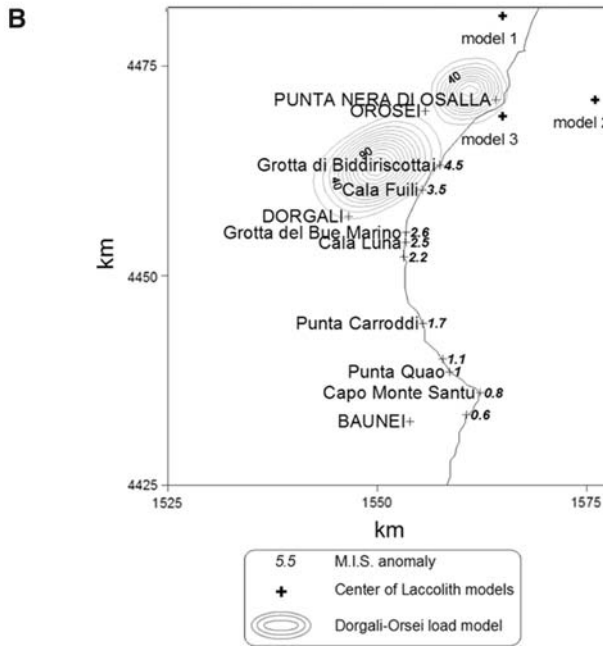 B
4475
model 1
40
PUNTA NERA DI OSALLA
OROSEI
model 3
model 2
90
40
Grotta di Biddiriscottai 4.5
Cala Fuili 3.5
DORGALI
Grotta del Bue Marino 2.6
Cala Luna 2.5
2.2
km
4450
Punta Carroddi 1.7
1.1
Punta Quao 1
Capo Monte Santu 0.8
0.6
BAUNEI
4425
1525 1550 1575
km
5.5 M.I.S. anomaly
Center of Laccolith models
Dorgali-Orsei load model